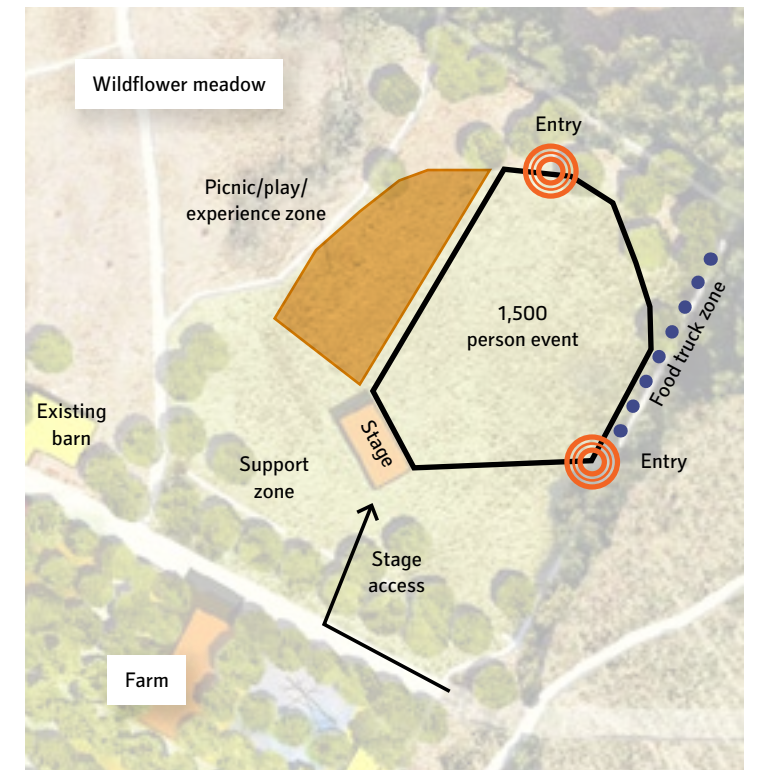 Wildflower meadow
Entry
Picnic/play/
experience zone
1,500
person event
Food truck zone
Existing
barn
Stage
Support
zone
Entry
Stage
access
Farm